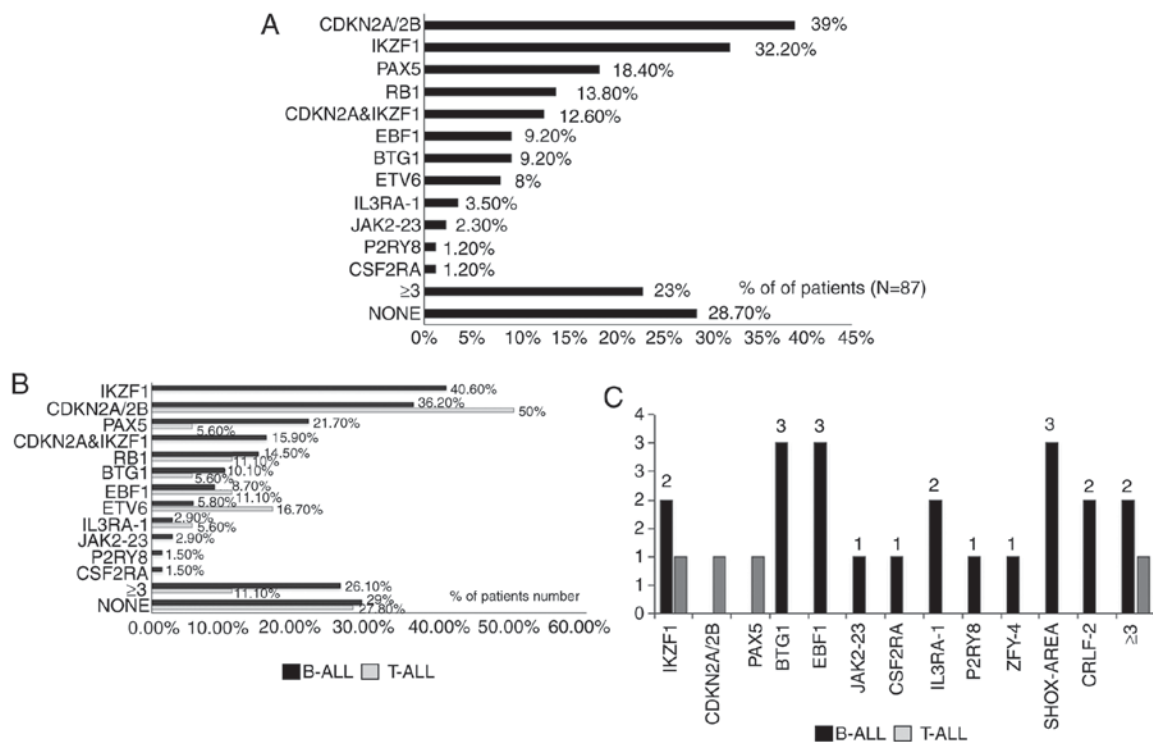 A
CDKN2A/2B 39%
IKZF1 32.20%
PAX5 18.40%
RB1 13.80%
CDKN2A&IKZF1 12.60%
EBF1 9.20%
BTG1 9.20%
ETV6 8%
IL3RA-1 3.50%
JAK2-23 2.30%
P2RY8 1.20%
CSF2RA 1.20%
≥3 23% % of of patients (N=87)
NONE 28.70%
0% 5% 10% 15% 20% 25% 30% 35% 40% 45%
B
IKZF1 40.60%
CDKN2A/2B 36.20%
50%
PAX5 21.70%
5.60%
CDKN2A&IKZF1 15.90%
RB1 14.50%
11.10%
BTG1 10.10%
5.60%
EBF1 8.70%
11.10%
ETV6 5.80%
16.70%
IL3RA-1 2.90%
5.60%
JAK2-23 2.90%
P2RY8 1.50%
CSF2RA 1.50%
≥3 26.10%
11.10%
% of patients number
NONE 29%
27.80%
0.00% 10.00% 20.00% 30.00% 40.00% 50.00% 60.00%
B-ALL T-ALL
C
4
3
3
2
2
1
1
0
2 3 3 1 1 2 1 1 3 2 2
IKZF1
CDKN2A/2B
PAX5
BTG1
EBF1
JAK2-23
CSF2RA
IL3RA-1
P2RY8
ZFY-4
SHOX-AREA
CRLF-2
≥3
B-ALL T-ALL